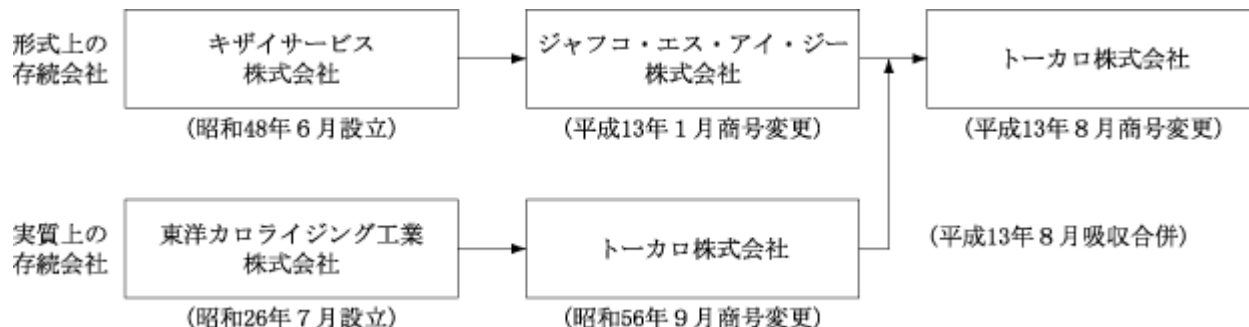 形式上の
存続会社
キザイサービス
株式会社
ジャフコ・エス・アイ・ジー
株式会社
トーカロ株式会社
(昭和48年6月設立)
(平成13年1月商号変更)
(平成13年8月商号変更)
実質上の
存続会社
東洋カロライジング工業
株式会社
トーカロ株式会社
(平成13年8月吸収合併)
(昭和26年7月設立)
(昭和56年9月商号変更)